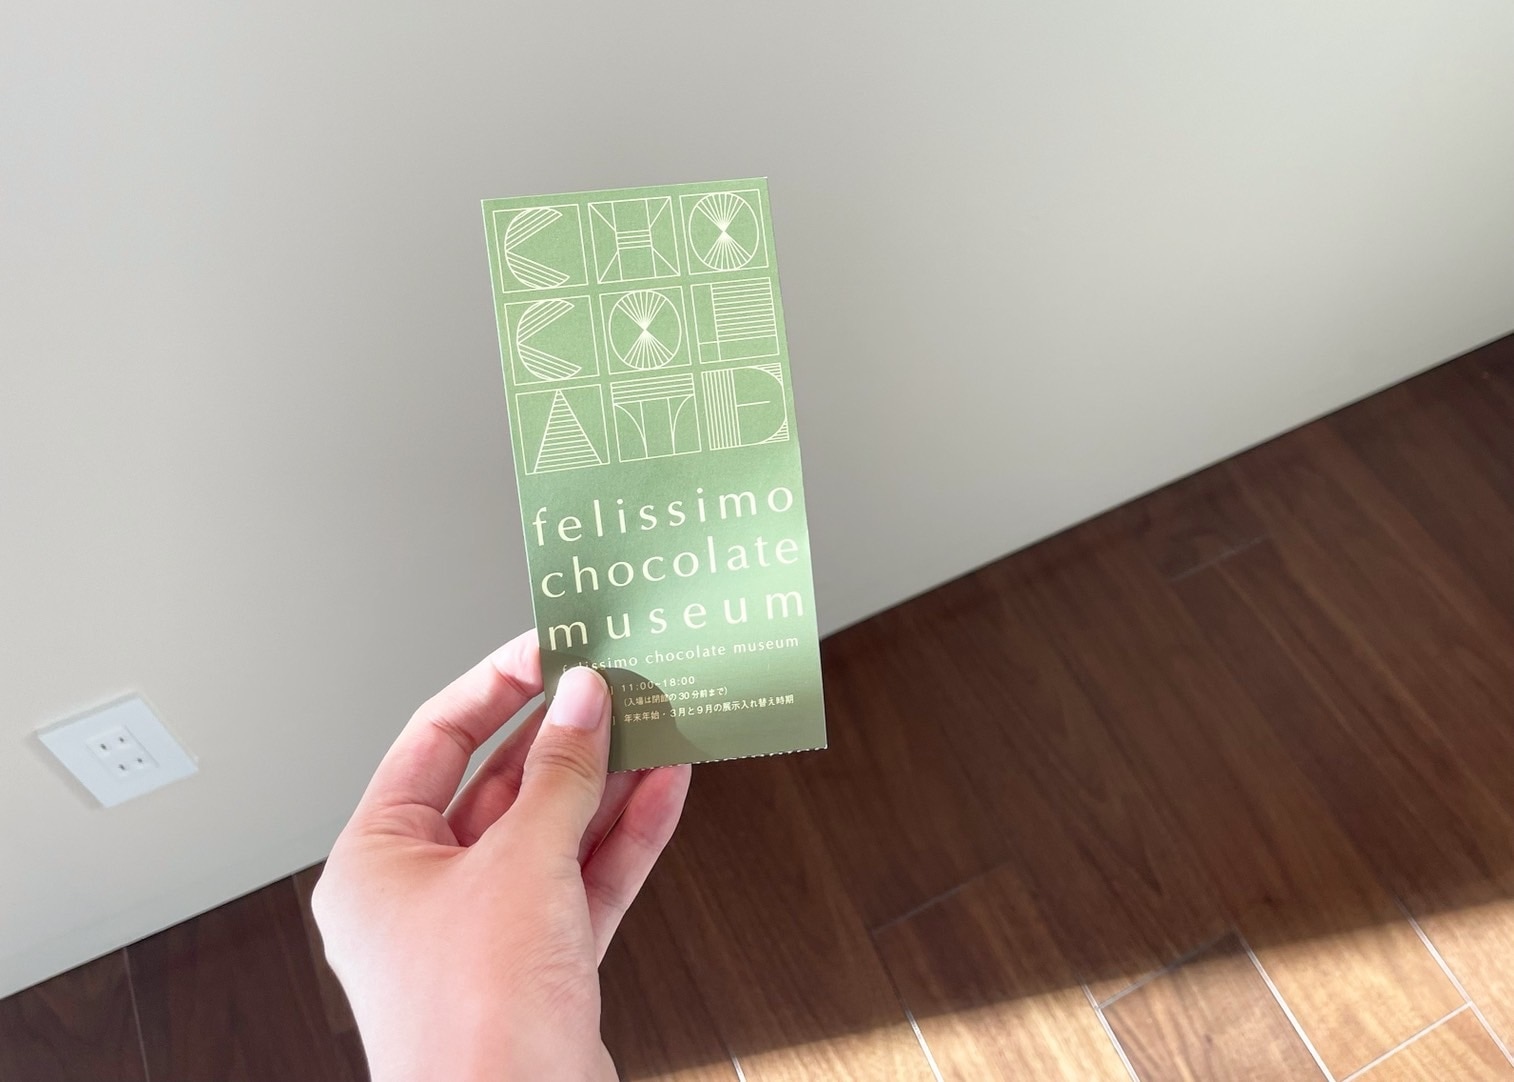 CHO
COL
ATE
felissimo
chocolate
museum
felissimo chocolate museum
11:00-18:00
(入場は閉館の30分前まで)
年末年始・3月と9月の展示入れ替え時期